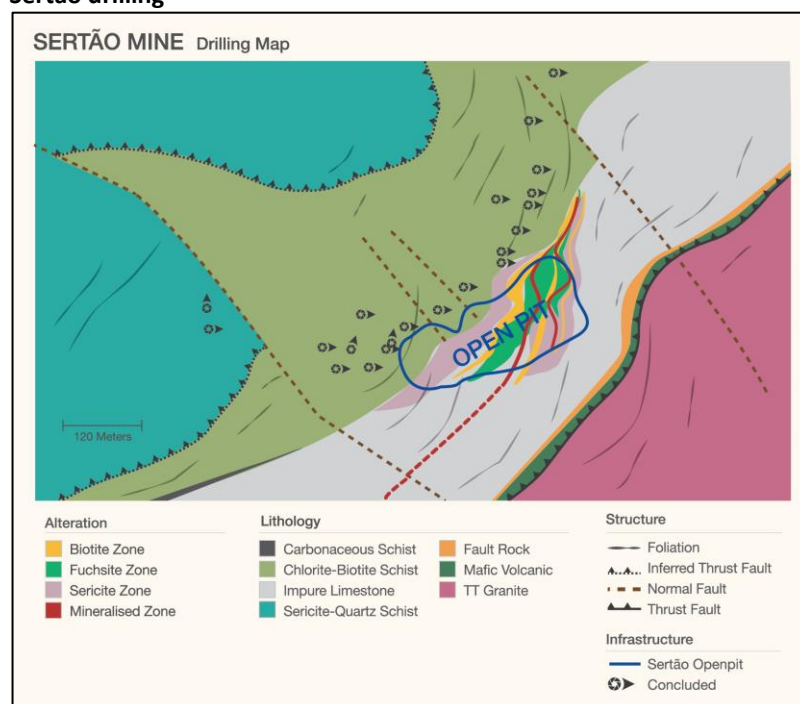 Sertão drilling
SERTÃO MINE Drilling Map
OPEN PIT
120 Meters
Alteration
Biotite Zone
Fuchsite Zone
Sericite Zone
Mineralised Zone
Lithology
Carbonaceous Schist
Chlorite-Biotite Schist
Impure Limestone
Sericite-Quartz Schist
Fault Rock
Mafic Volcanic
TT Granite
Structure
Foliation
Inferred Thrust Fault
Normal Fault
Thrust Fault
Infrastructure
Sertão Openpit
Concluded